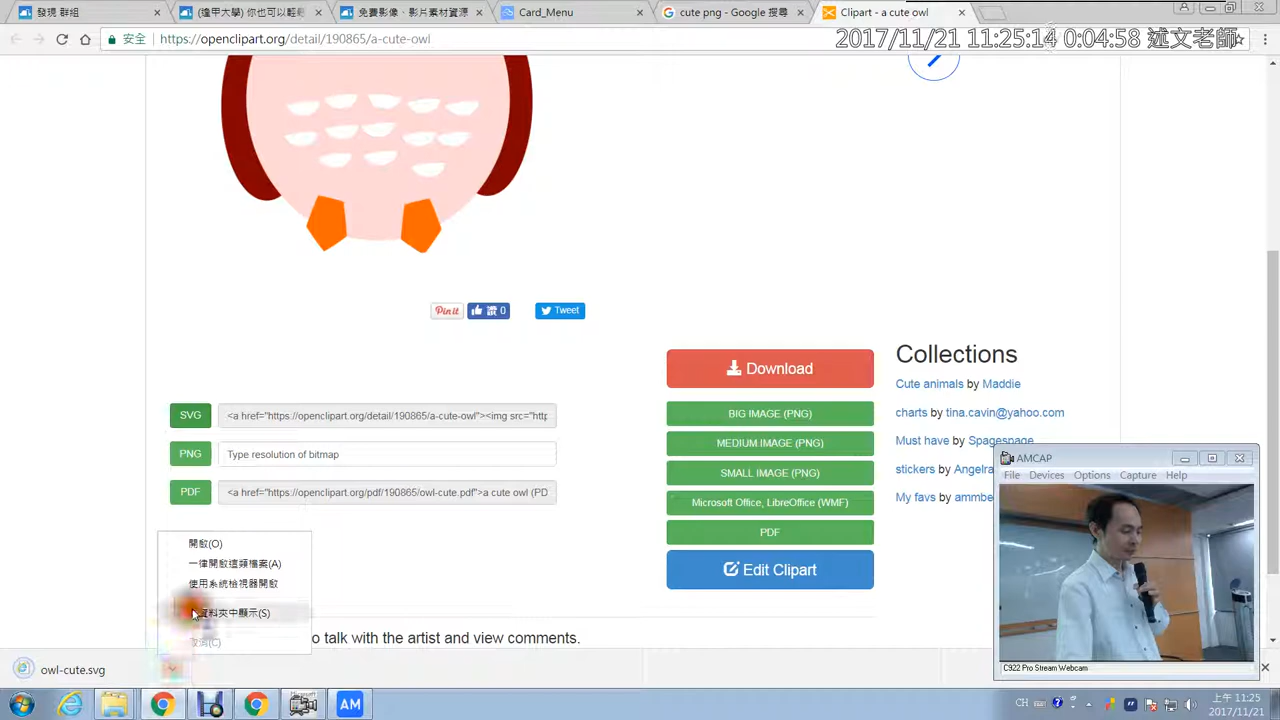 發現 群組
(逢甲大學) 你也可以輕鬆
免費影像、影片素材資源
Card_Menu
cute png - Google 搜尋
Clipart - a cute owl
安全
https://openclipart.org/detail/190865/a-cute-owl
2017/11/21 11:25:14 0:04:58 述文老師
Pin it
讚 0
Tweet
Download
Collections
Cute animals by Maddie
SVG
<a href="https://openclipart.org/detail/190865/a-cute-owl"><img src="http
BIG IMAGE (PNG)
charts by tina.cavin@yahoo.com
MEDIUM IMAGE (PNG)
Must have by Spagespage
PNG
Type resolution of bitmap
AMCAP
SMALL IMAGE (PNG)
stickers by Angelra
File Devices Options Capture Help
PDF
<a href="https://openclipart.org/pdf/190865/owl-cute.pdf">a cute owl (PD
Microsoft Office, LibreOffice (WMF)
My favs by ammbe
PDF
開啟(O)
一律開啟這類檔案(A)
Edit Clipart
使用系統檢視器開啟
資料夾中顯示(S)
取消(C)
o talk with the artist and view comments.
owl-cute.svg
C922 Pro Stream Webcam
AM
CH
上午 11:25
2017/11/21